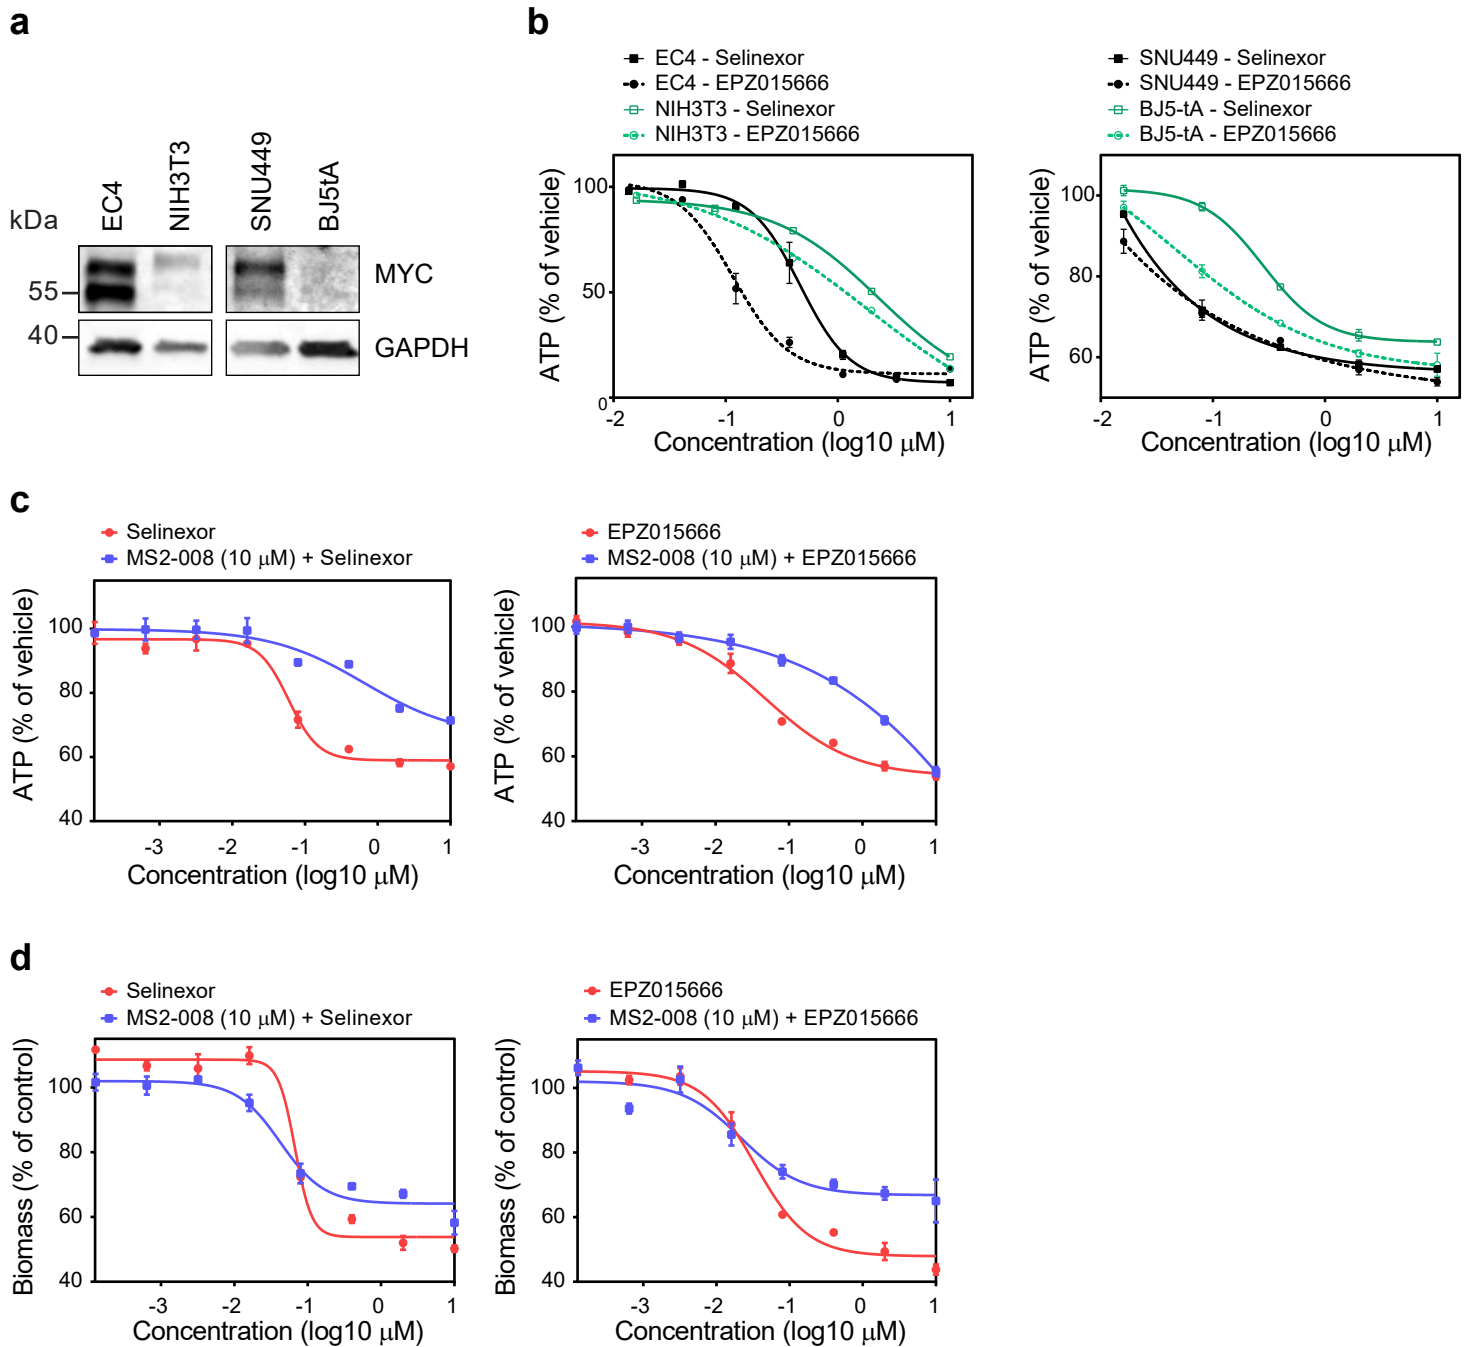 a
kDa
EC4
NIH3T3
SNU449
BJ5tA
55
MYC
40
GAPDH
b
EC4 - Selinexor
EC4 - EPZ015666
NIH3T3 - Selinexor
NIH3T3 - EPZ015666
ATP (% of vehicle)
100
50
0
-2 -1 0 1
Concentration (log10 μM)
SNU449 - Selinexor
SNU449 - EPZ015666
BJ5-tA - Selinexor
BJ5-tA - EPZ015666
ATP (% of vehicle)
100
80
60
-2 -1 0 1
Concentration (log10 μM)
c
Selinexor
MS2-008 (10 μM) + Selinexor
ATP (% of vehicle)
100
80
60
40
-3 -2 -1 0 1
Concentration (log10 μM)
EPZ015666
MS2-008 (10 μM) + EPZ015666
ATP (% of vehicle)
100
80
60
40
-3 -2 -1 0 1
Concentration (log10 μM)
d
Selinexor
MS2-008 (10 μM) + Selinexor
Biomass (% of control)
100
80
60
40
-3 -2 -1 0 1
Concentration (log10 μM)
EPZ015666
MS2-008 (10 μM) + EPZ015666
Biomass (% of control)
100
80
60
40
-3 -2 -1 0 1
Concentration (log10 μM)